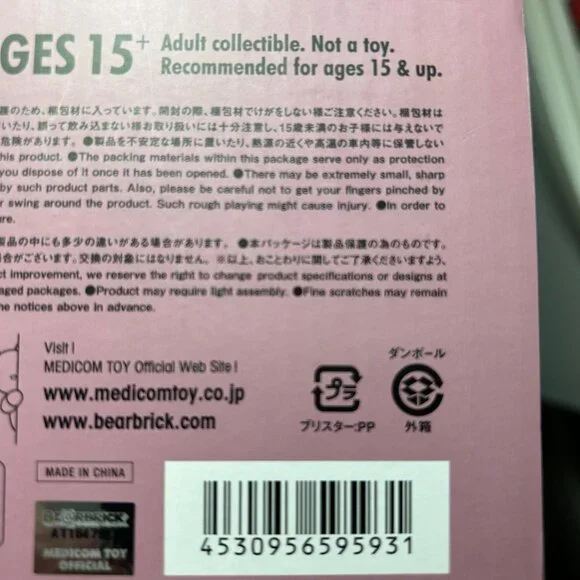 GES 15+ Adult collectible. Not a toy.
Recommended for ages 15 & up.
護のため、梱包材に入っています。開封の際、梱包材でけがをしない様ご注意ください。梱包材は
いたり、誤って飲み込まない様お取り扱いには十分注意し、15歳未満のお子様には与えないで
危険があります。●製品を不安定な場所に置いたり、熱源の近くや高温の車内等に保管しない
this product. ●The packing materials within this package serve only as protection
you dispose of it once it has been opened. ●There may be extremely small, sharp
by such product parts. Also, please be careful not to get your fingers pinched by
r swing around the product. Such rough playing might cause injury. ●In order to
ure.
製品の中にも多少の違いがある場合があります。 ●本パッケージは製品保護の為のものです。
場合がございます。交換の対象にはなりません。 ※以上、おことわりに関してご了承くださいますよう、
ct improvement, we reserve the right to change product specifications or designs at
aged packages. ●Product may require light assembly. ●Fine scratches may remain
he notices above in advance.
Visit !
MEDICOM TOY Official Web Site !
www.medicomtoy.co.jp
www.bearbrick.com
プラ
ブリスター:PP
ダンボール
外箱
MADE IN CHINA
BE@RBRICK
MEDICOM TOY
OFFICIAL
4530956595931